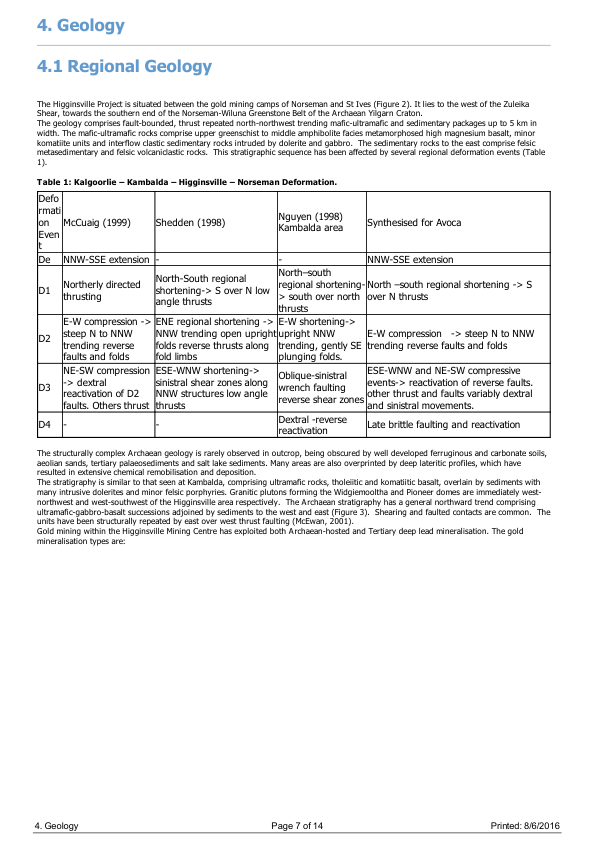 4. Geology
4.1 Regional Geology
The Higginsville Project is situated between the gold mining camps of Norseman and St Ives (Figure 2). It lies to the west of the Zuleika
Shear, towards the southern end of the Norseman-Wiluna Greenstone Belt of the Archaean Yilgarn Craton.
The geology comprises fault-bounded, thrust repeated north-northwest trending mafic-ultramafic and sedimentary packages up to 5 km in
width. The mafic-ultramafic rocks comprise upper greenschist to middle amphibolite facies metamorphosed high magnesium basalt, minor
komatiite units and interflow clastic sedimentary rocks intruded by dolerite and gabbro.  The sedimentary rocks to the east comprise felsic
metasedimentary and felsic volcaniclastic rocks.  This stratigraphic sequence has been affected by several regional deformation events (Table
1).
Table 1: Kalgoorlie – Kambalda – Higginsville – Norseman Deformation.
Defo
rmati
on
Even
t
McCuaig (1999)
Shedden (1998)
Nguyen (1998)
Kambalda area
Synthesised for Avoca
De
NNW-SSE extension
-
-
NNW-SSE extension
D1
Northerly directed
thrusting
North-South regional
shortening-> S over N low
angle thrusts
North–south
regional shortening-
> south over north
thrusts
North –south regional shortening -> S
over N thrusts
D2
E-W compression ->
steep N to NNW
trending reverse
faults and folds
ENE regional shortening ->
NNW trending open upright
folds reverse thrusts along
fold limbs
E-W shortening->
upright NNW
trending, gently SE
plunging folds.
E-W compression   -> steep N to NNW
trending reverse faults and folds
D3
NE-SW compression
-> dextral
reactivation of D2
faults. Others thrust
ESE-WNW shortening->
sinistral shear zones along
NNW structures low angle
thrusts
Oblique-sinistral
wrench faulting
reverse shear zones
ESE-WNW and NE-SW compressive
events-> reactivation of reverse faults.
other thrust and faults variably dextral
and sinistral movements.
D4
-
-
Dextral -reverse
reactivation
Late brittle faulting and reactivation
The structurally complex Archaean geology is rarely observed in outcrop, being obscured by well developed ferruginous and carbonate soils,
aeolian sands, tertiary palaeosediments and salt lake sediments. Many areas are also overprinted by deep lateritic profiles, which have
resulted in extensive chemical remobilisation and deposition.
The stratigraphy is similar to that seen at Kambalda, comprising ultramafic rocks, tholeiitic and komatiitic basalt, overlain by sediments with
many intrusive dolerites and minor felsic porphyries. Granitic plutons forming the Widgiemooltha and Pioneer domes are immediately west-
northwest and west-southwest of the Higginsville area respectively.  The Archaean stratigraphy has a general northward trend comprising
ultramafic-gabbro-basalt successions adjoined by sediments to the west and east (Figure 3).  Shearing and faulted contacts are common.  The
units have been structurally repeated by east over west thrust faulting (McEwan, 2001).
Gold mining within the Higginsville Mining Centre has exploited both Archaean-hosted and Tertiary deep lead mineralisation. The gold
mineralisation types are:
4. Geology
Page 7 of 14
Printed: 8/6/2016